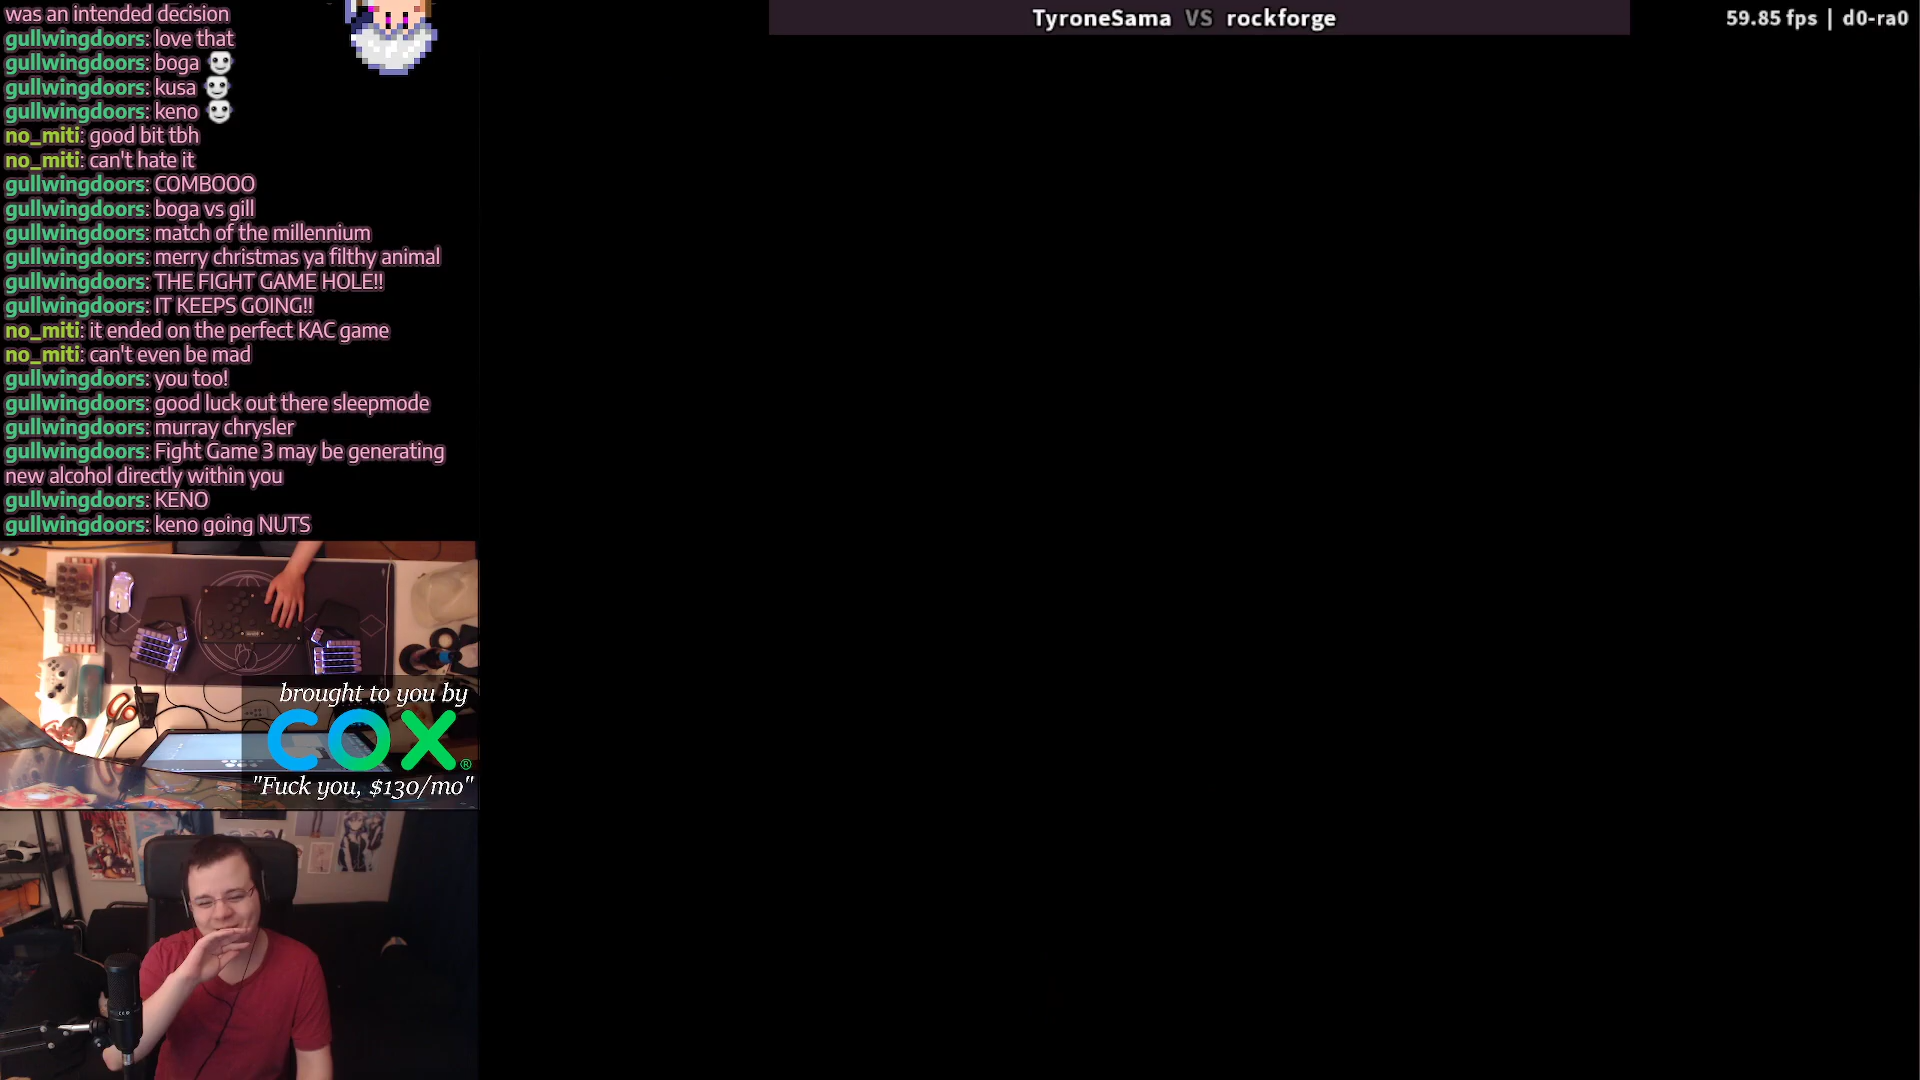 was an intended decision
gullwingdoors: love that
gullwingdoors: boga
gullwingdoors: kusa
gullwingdoors: keno
no_miti: good bit tbh
no_miti: can't hate it
gullwingdoors: COMBOOO
gullwingdoors: boga vs gill
gullwingdoors: match of the millennium
gullwingdoors: merry christmas ya filthy animal
gullwingdoors: THE FIGHT GAME HOLE!!
gullwingdoors: IT KEEPS GOING!!
no_miti: it ended on the perfect KAC game
no_miti: can't even be mad
gullwingdoors: you too!
gullwingdoors: good luck out there sleepmode
gullwingdoors: murray chrysler
gullwingdoors: Fight Game 3 may be generating
new alcohol directly within you
gullwingdoors: KENO
gullwingdoors: keno going NUTS
TyroneSama VS rockforge
59.85 fps | d0-ra0
brought to you by
COX®
"Fuck you, $130/mo"